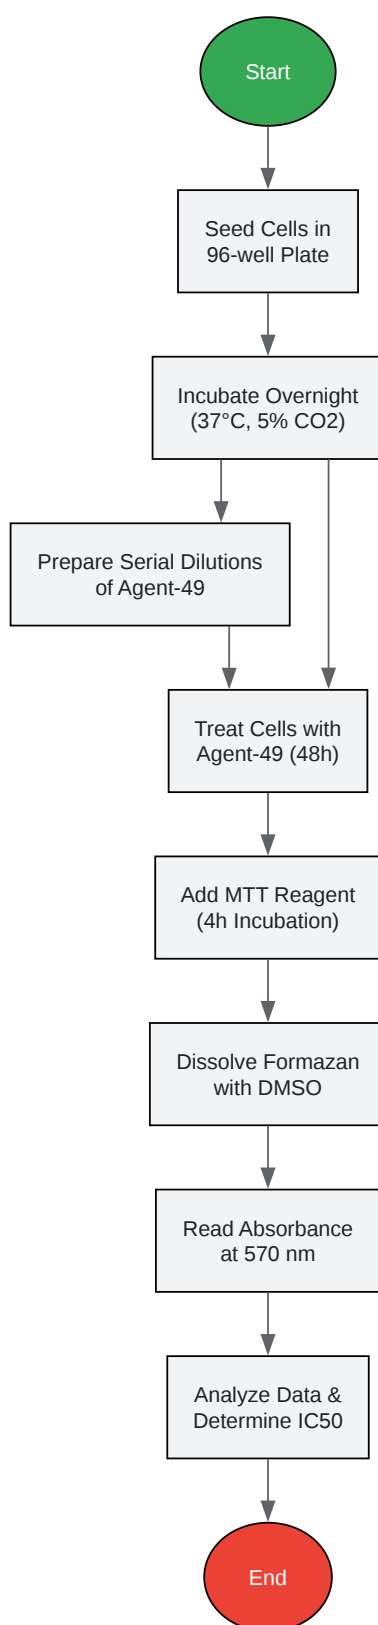 Start
Seed Cells in
96-well Plate
Incubate Overnight
(37°C, 5% CO2)
Prepare Serial Dilutions
of Agent-49
Treat Cells with
Agent-49 (48h)
Add MTT Reagent
(4h Incubation)
Dissolve Formazan
with DMSO
Read Absorbance
at 570 nm
Analyze Data &
Determine IC50
End